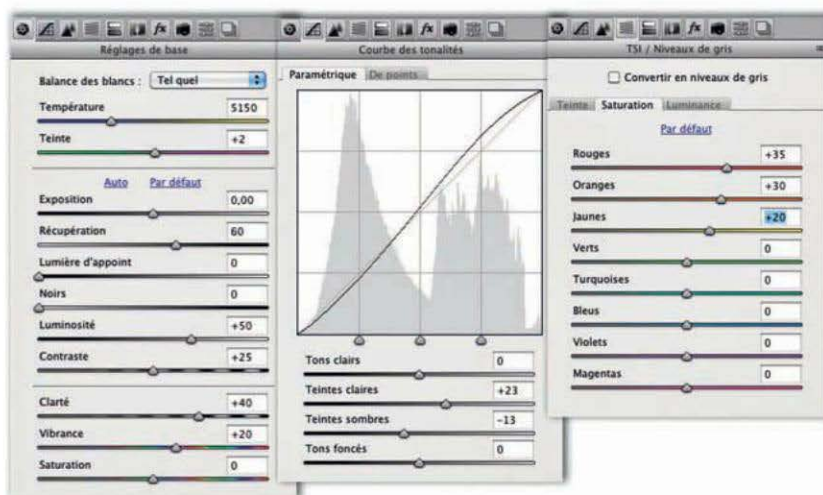 Réglages de base
Balance des blancs : Tel quel
Température 5150
Teinte +2
Auto Par défaut
Exposition 0,00
Récupération 60
Lumière d'appoint 0
Noirs 0
Luminosité +50
Contraste +25
Clarté +40
Vibrance +20
Saturation 0
Courbe des tonalités
Paramétrique De points
Tons clairs 0
Teintes claires +23
Teintes sombres -13
Tons foncés 0
TSI / Niveaux de gris
Convertir en niveaux de gris
Teinte Saturation Luminance
Par défaut
Rouges +35
Oranges +30
Jaunes +20
Verts 0
Turquoises 0
Bleus 0
Violets 0
Magentas 0